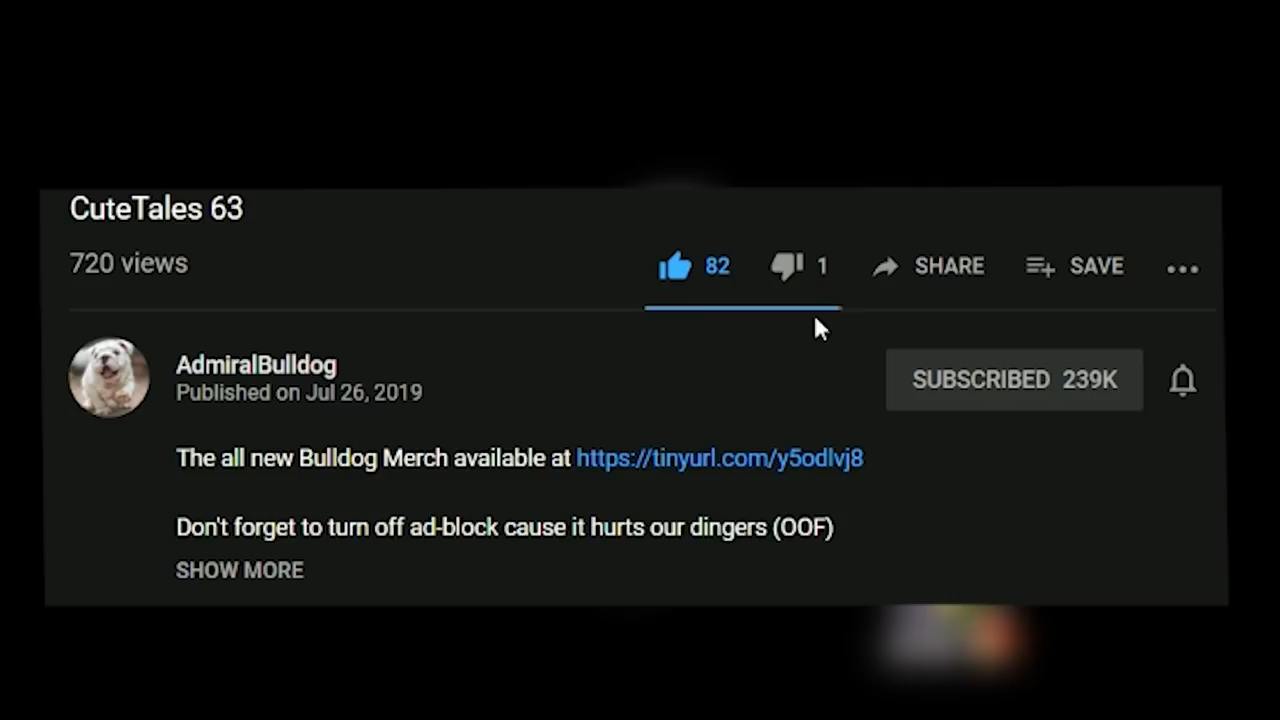 CuteTales 63
720 views
82 1 SHARE SAVE
AdmiralBulldog
Published on Jul 26, 2019
SUBSCRIBED 239K
The all new Bulldog Merch available at https://tinyurl.com/y5odlvj8
Don't forget to turn off ad-block cause it hurts our dingers (OOF)
SHOW MORE